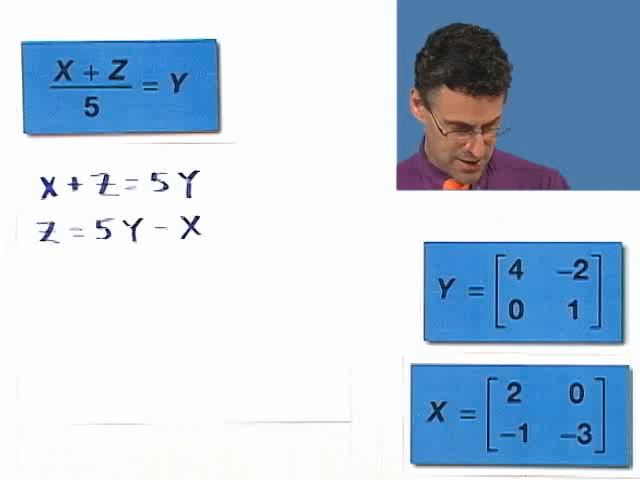 X + Z
5
= Y
X + Z = 5Y
Z = 5Y - X
Y = [4 -2
0 1]
X = [2 0
-1 -3]